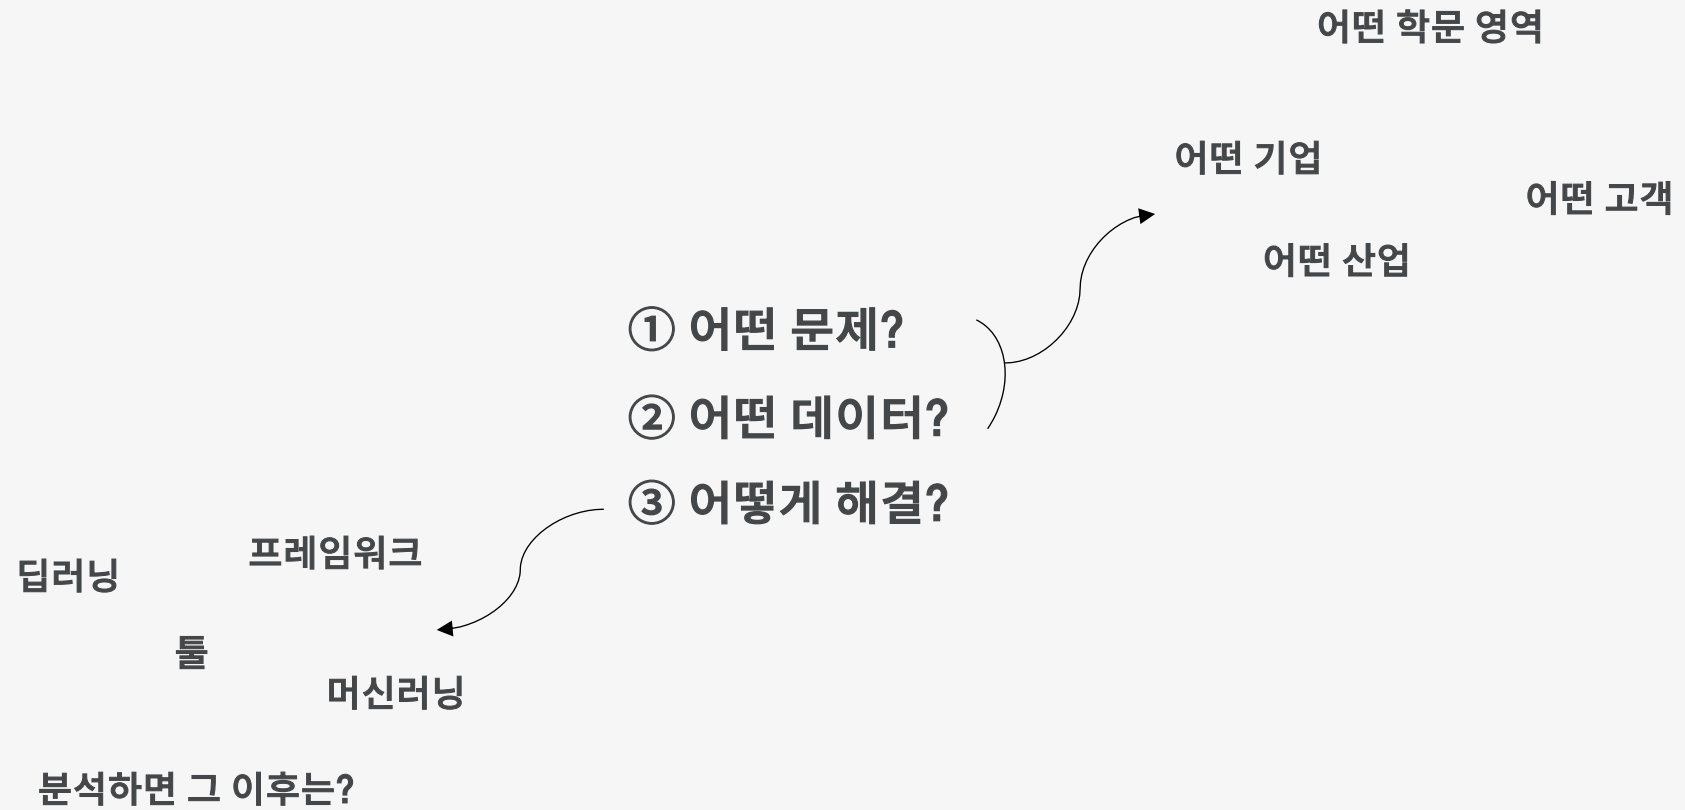 어떤 학문 영역
어떤 기업
어떤 고객
어떤 산업
① 어떤 문제?
② 어떤 데이터?
③ 어떻게 해결?
프레임워크
딥러닝
툴
머신러닝
분석하면 그 이후는?